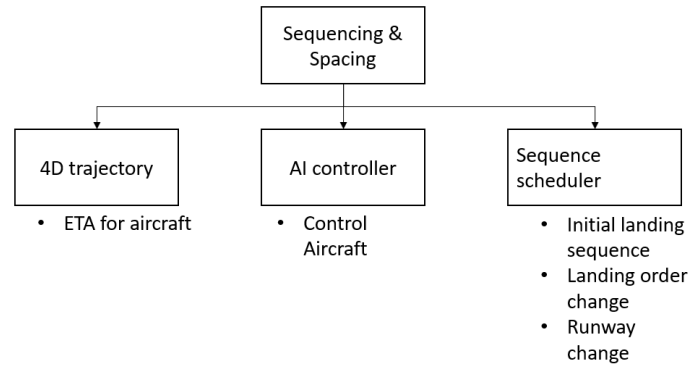 Sequencing &
Spacing
4D trajectory
AI controller
Sequence
scheduler
• ETA for aircraft
• Control
Aircraft
• Initial landing
sequence
• Landing order
change
• Runway
change